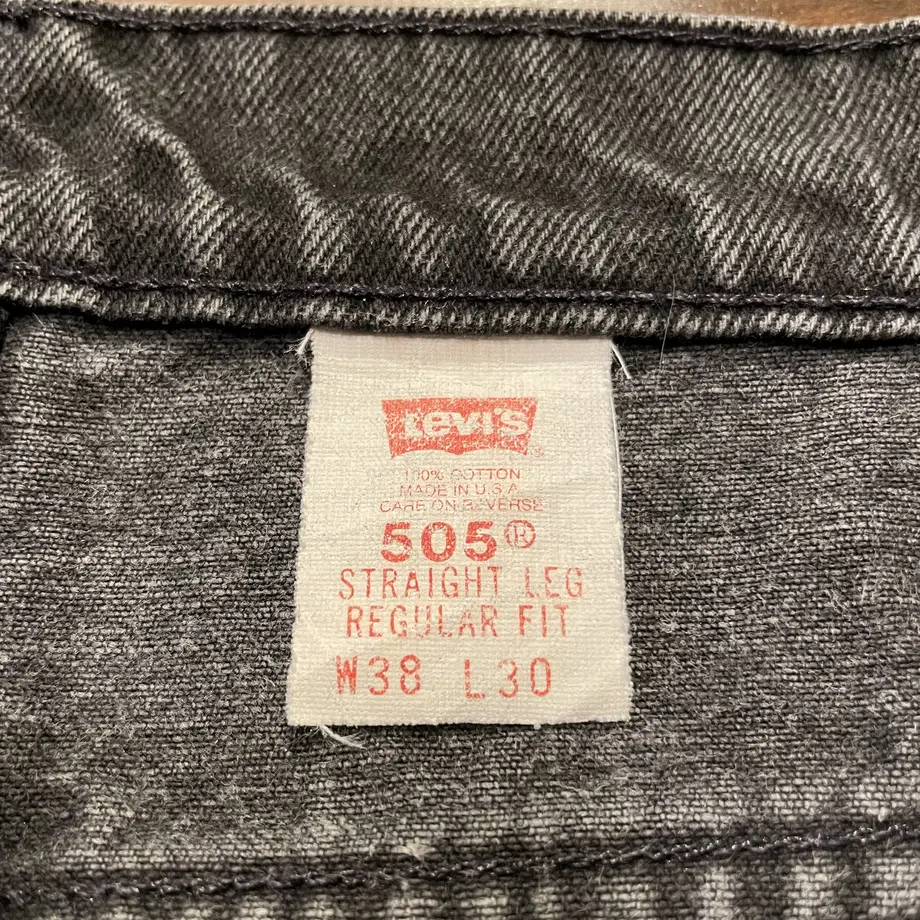 Levi's®
100% COTTON
MADE IN U.S.A
CARE ON REVERSE
505®
STRAIGHT LEG
REGULAR FIT
W38 L30